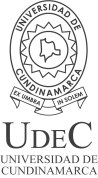 UNIVERSIDAD DE CUNDINAMARCA
EX UMBRA IN SOLEM
UDEC
UNIVERSIDAD DE
CUNDINAMARCA